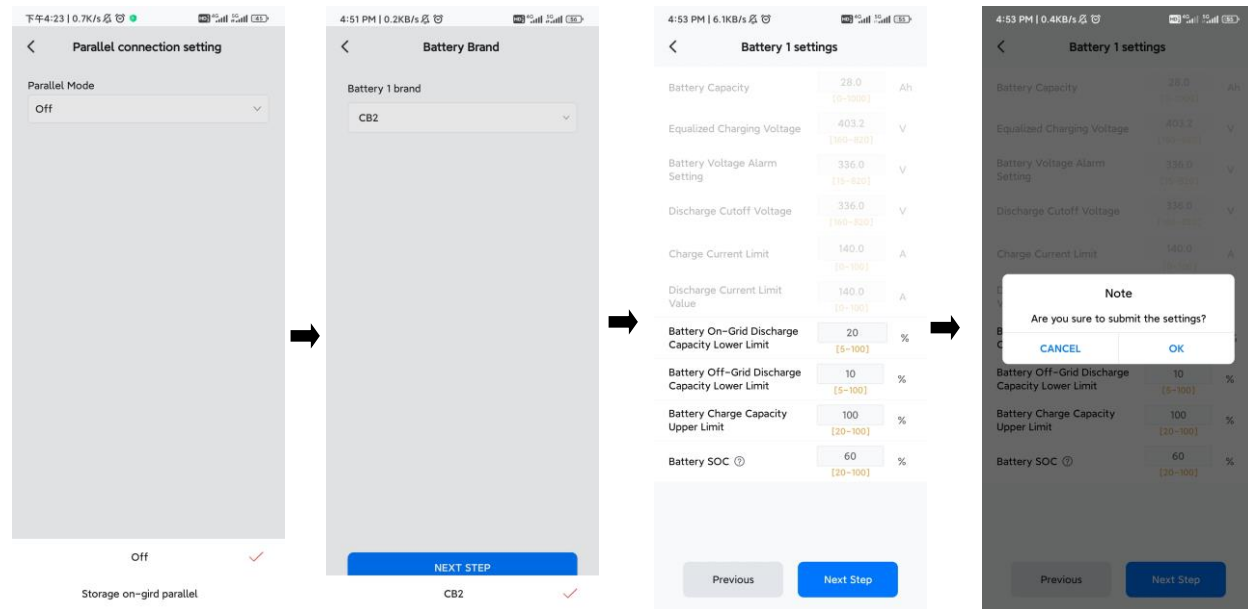 下午4:23 | 0.7K/s
Parallel connection setting
Parallel Mode
Off
Off
Storage on-gird parallel
4:51 PM | 0.2KB/s
Battery Brand
Battery 1 brand
CB2
NEXT STEP
CB2
4:53 PM | 6.1KB/s
Battery 1 settings
Battery Capacity
28.0
Ah
[0~1000]
Equalized Charging Voltage
403.2
V
[160~820]
Battery Voltage Alarm
Setting
336.0
V
[15~820]
Discharge Cutoff Voltage
336.0
V
[160~820]
Charge Current Limit
140.0
A
[0~100]
Discharge Current Limit
Value
140.0
A
[0~100]
Battery On-Grid Discharge
Capacity Lower Limit
20
%
[5~100]
Battery Off-Grid Discharge
Capacity Lower Limit
10
%
[5~100]
Battery Charge Capacity
Upper Limit
100
%
[20~100]
Battery SOC
60
%
[20~100]
Previous
Next Step
4:53 PM | 0.4KB/s
Battery 1 settings
Battery Capacity
28.0
Ah
Equalized Charging Voltage
403.2
V
Battery Voltage Alarm
Setting
336.0
V
Discharge Cutoff Voltage
336.0
V
Charge Current Limit
140.0
A
Note
Are you sure to submit the settings?
CANCEL
OK
Battery Off-Grid Discharge
Capacity Lower Limit
10
%
[5~100]
Battery Charge Capacity
Upper Limit
100
%
[20~100]
Battery SOC
60
%
[20~100]
Previous
Next Step